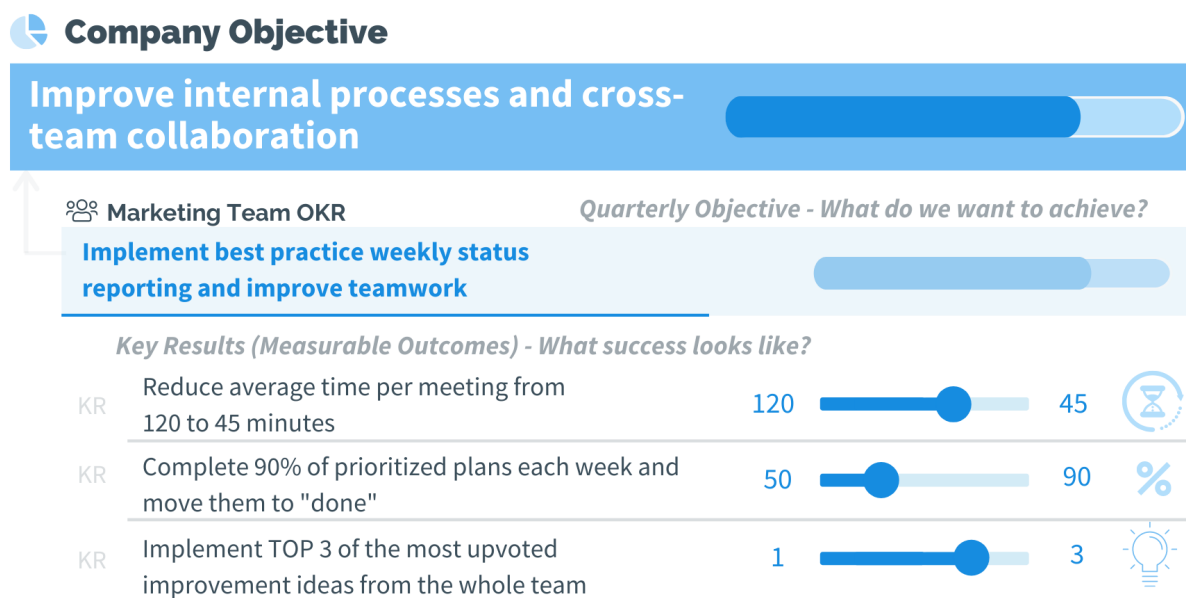 Company Objective
Improve internal processes and cross-
team collaboration
Marketing Team OKR
Quarterly Objective - What do we want to achieve?
Implement best practice weekly status
reporting and improve teamwork
Key Results (Measurable Outcomes) - What success looks like?
KR
Reduce average time per meeting from
120 to 45 minutes
120
45
KR
Complete 90% of prioritized plans each week and
move them to "done"
50
90
%
KR
Implement TOP 3 of the most upvoted
improvement ideas from the whole team
1
3